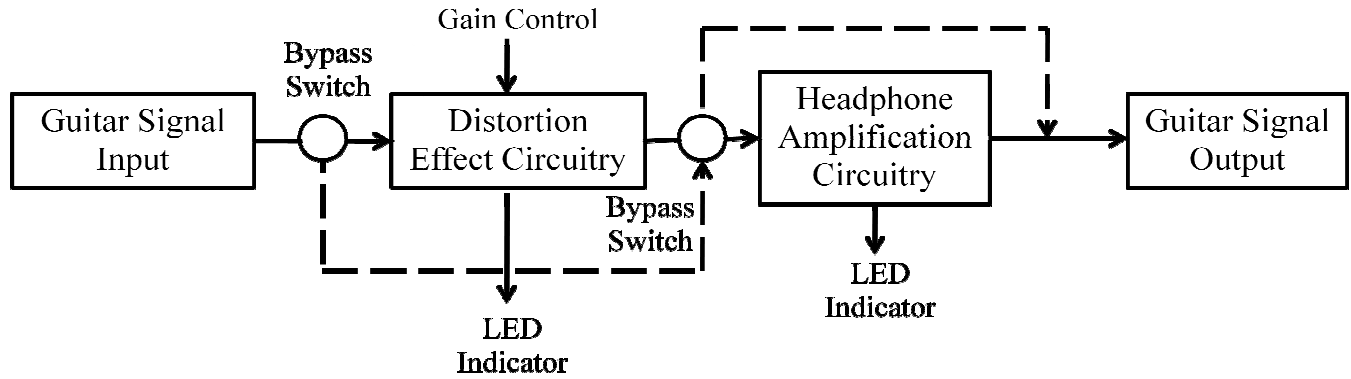 Gain Control
Bypass
Switch
Guitar Signal
Input
Distortion
Effect Circuitry
Bypass
Switch
Headphone
Amplification
Circuitry
Guitar Signal
Output
LED
Indicator
LED
Indicator